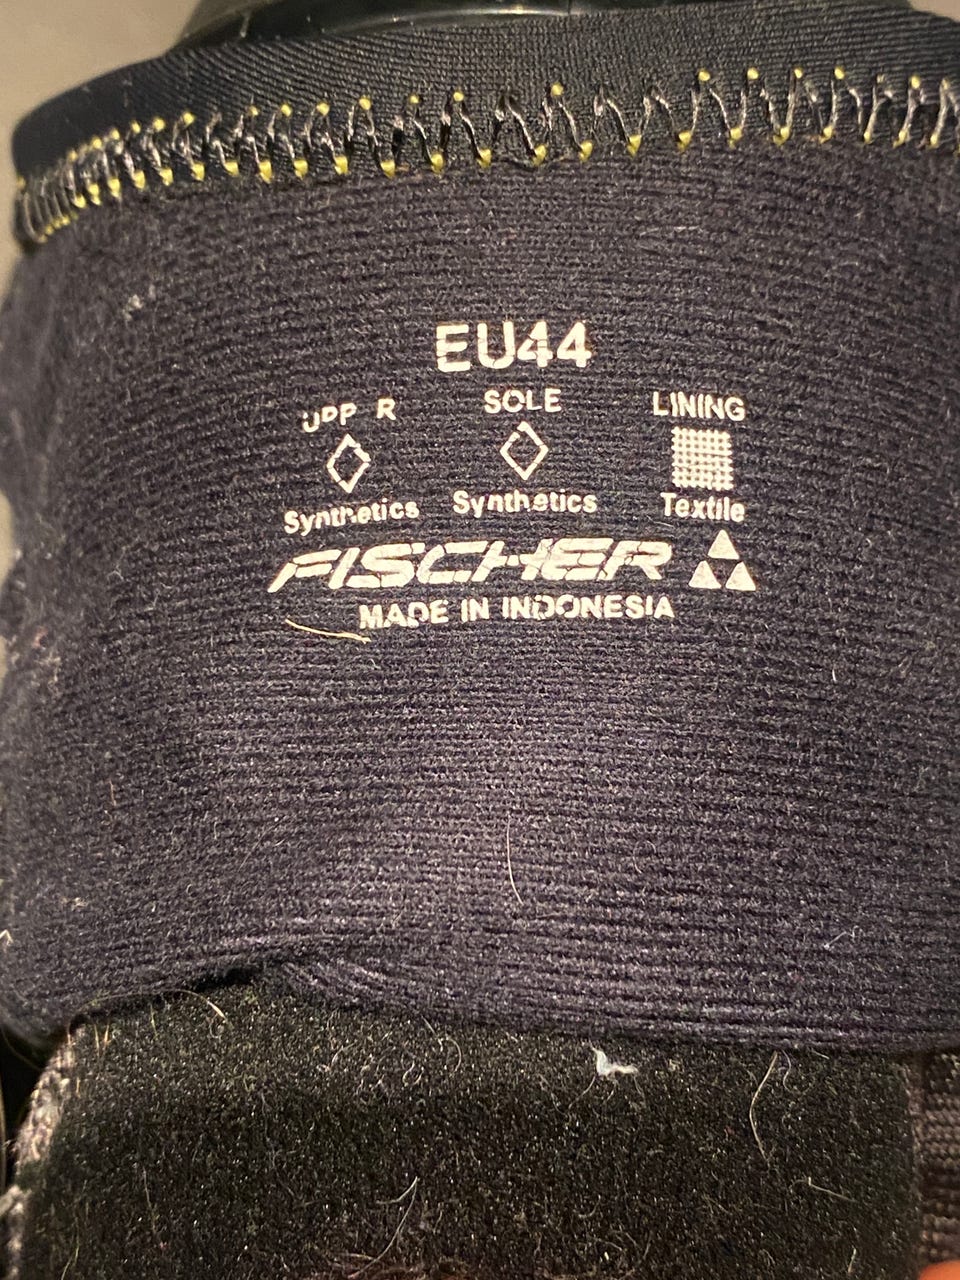 EU44
UPP R SOLE LINING
Synthetics Synthetics Textile
FISCHER
MADE IN INDONESIA